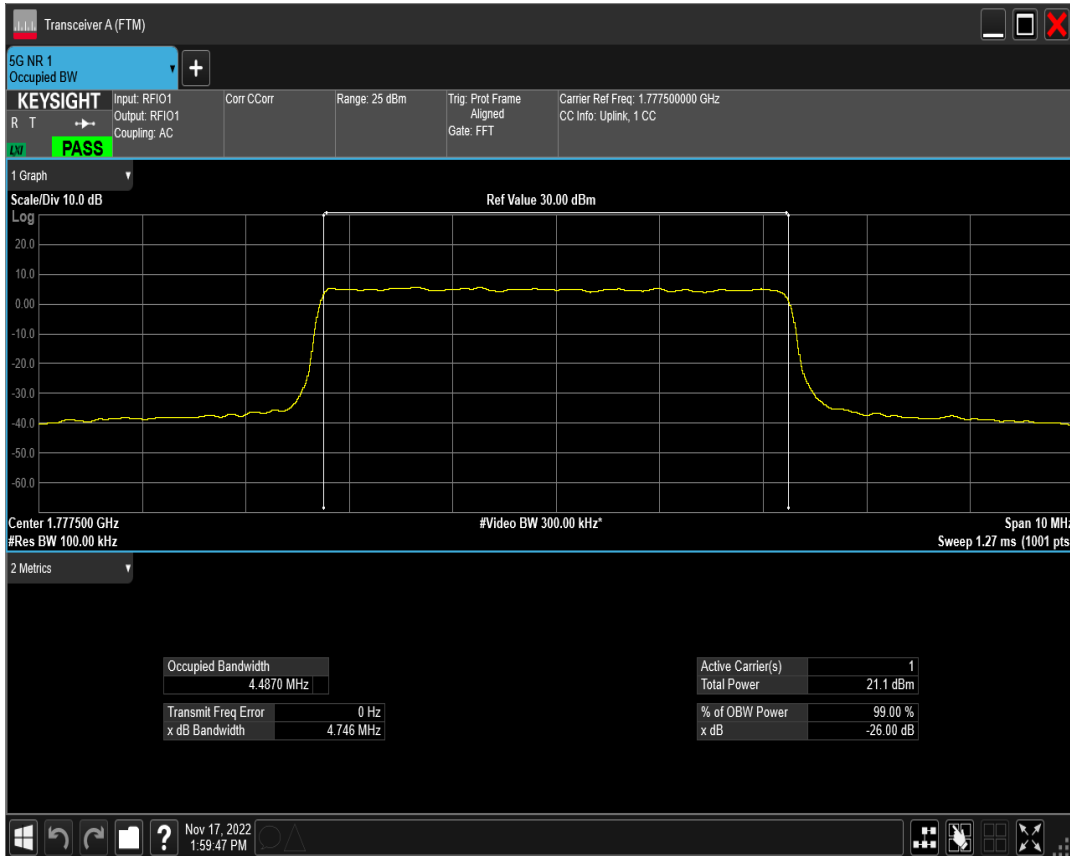 Transceiver A (FTM)
5G NR 1
Occupied BW
+
KEYSIGHT
R T
LXI
PASS
Input: RFIO1
Output: RFIO1
Coupling: AC
Corr CCorr
Range: 25 dBm
Trig: Prot Frame
Aligned
Gate: FFT
Carrier Ref Freq: 1.777500000 GHz
CC Info: Uplink, 1 CC
1 Graph
Scale/Div 10.0 dB
Ref Value 30.00 dBm
Log
20.0
10.0
0.00
-10.0
-20.0
-30.0
-40.0
-50.0
-60.0
Center 1.777500 GHz
#Video BW 300.00 kHz*
Span 10 MHz
#Res BW 100.00 kHz
Sweep 1.27 ms (1001 pts
2 Metrics
Occupied Bandwidth
4.4870 MHz
Transmit Freq Error 0 Hz
x dB Bandwidth 4.746 MHz
Active Carrier(s) 1
Total Power 21.1 dBm
% of OBW Power 99.00 %
x dB -26.00 dB
?
Nov 17, 2022
1:59:47 PM